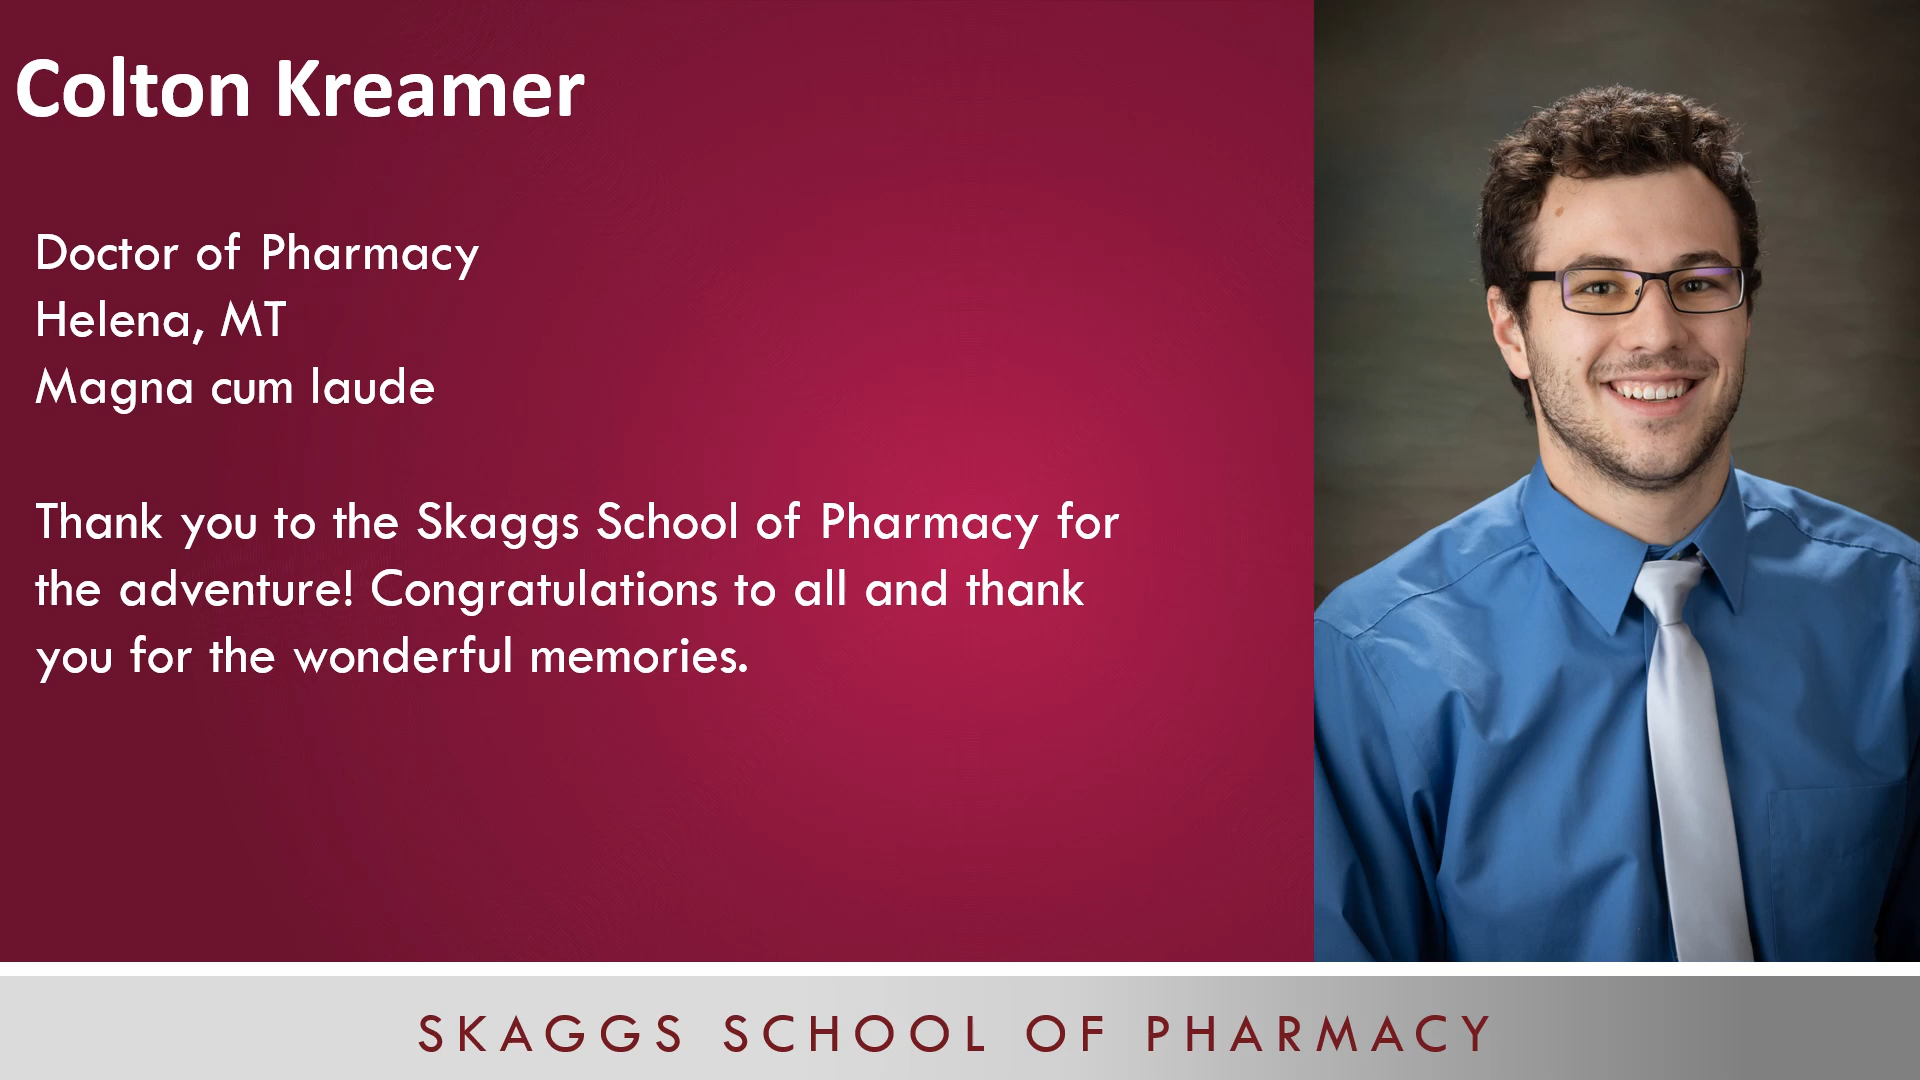 Colton Kreamer
Doctor of Pharmacy
Helena, MT
Magna cum laude
Thank you to the Skaggs School of Pharmacy for
the adventure! Congratulations to all and thank
you for the wonderful memories.
SKAGGS SCHOOL OF PHARMACY